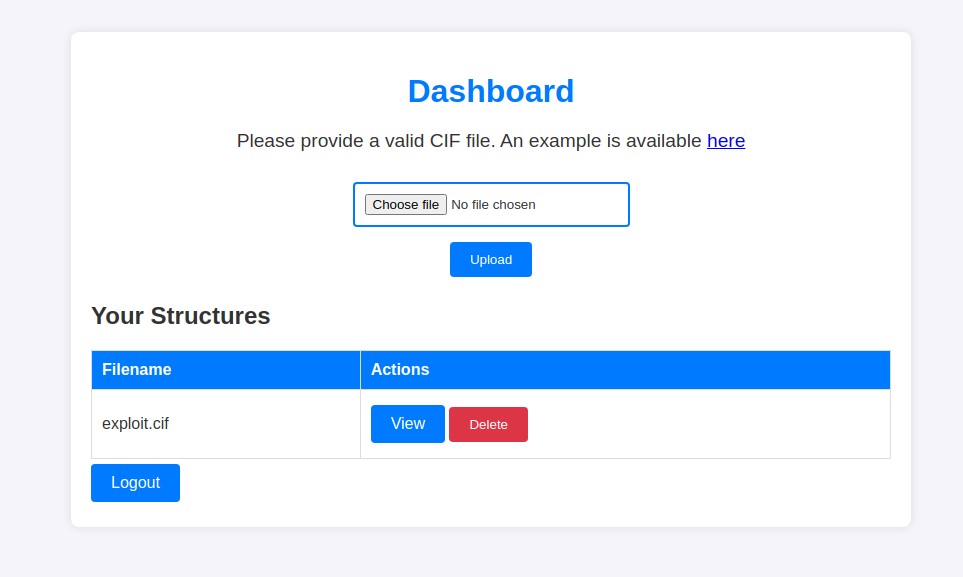 Dashboard
Please provide a valid CIF file. An example is available here
Choose file No file chosen
Upload
Your Structures
Filename Actions
exploit.cif View Delete
Logout